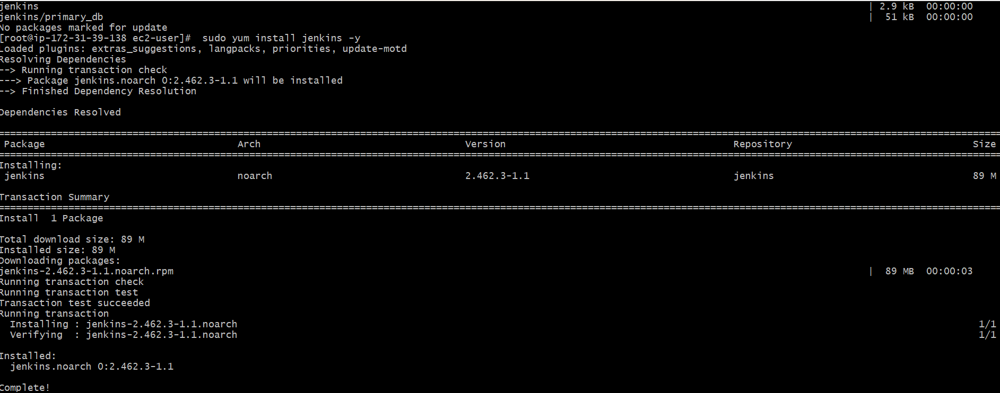 jenkins | 2.9 kB 00:00:00
jenkins/primary_db | 51 kB 00:00:00
No packages marked for update
[root@ip-172-31-39-138 ec2-user]#  sudo yum install jenkins -y
Loaded plugins: extras_suggestions, langpacks, priorities, update-motd
Resolving Dependencies
--> Running transaction check
---> Package jenkins.noarch 0:2.462.3-1.1 will be installed
--> Finished Dependency Resolution
Dependencies Resolved
Package Arch Version Repository Size
Installing:
jenkins noarch 2.462.3-1.1 jenkins 89 M
Transaction Summary
Install  1 Package
Total download size: 89 M
Installed size: 89 M
Downloading packages:
jenkins-2.462.3-1.1.noarch.rpm | 89 MB 00:00:03
Running transaction check
Running transaction test
Transaction test succeeded
Running transaction
Installing : jenkins-2.462.3-1.1.noarch 1/1
Verifying  : jenkins-2.462.3-1.1.noarch 1/1
Installed:
jenkins.noarch 0:2.462.3-1.1
Complete!